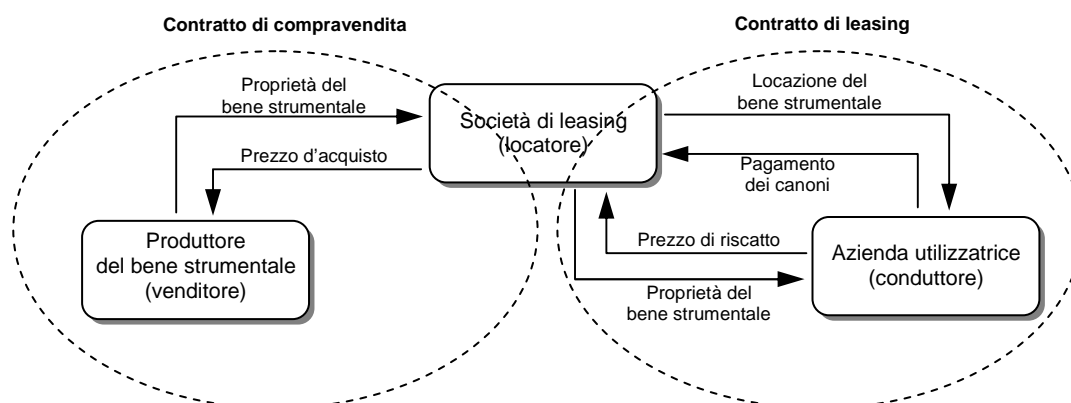 Contratto di compravendita
Contratto di leasing
Proprietà del
bene strumentale
Società di leasing
(locatore)
Locazione del
bene strumentale
Prezzo d'acquisto
Pagamento
dei canoni
Produttore
del bene strumentale
(venditore)
Prezzo di riscatto
Azienda utilizzatrice
(conduttore)
Proprietà del
bene strumentale